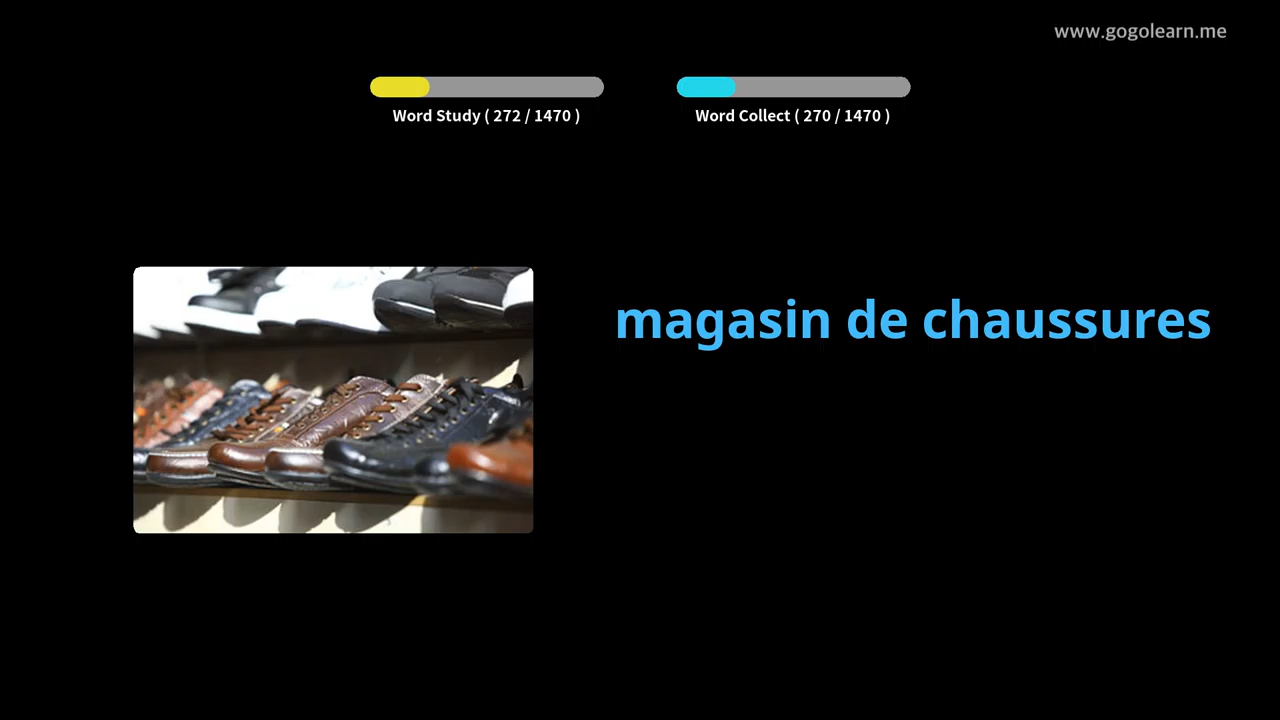 www.gogolearn.me
Word Study ( 272 / 1470 )
Word Collect ( 270 / 1470 )
magasin de chaussures